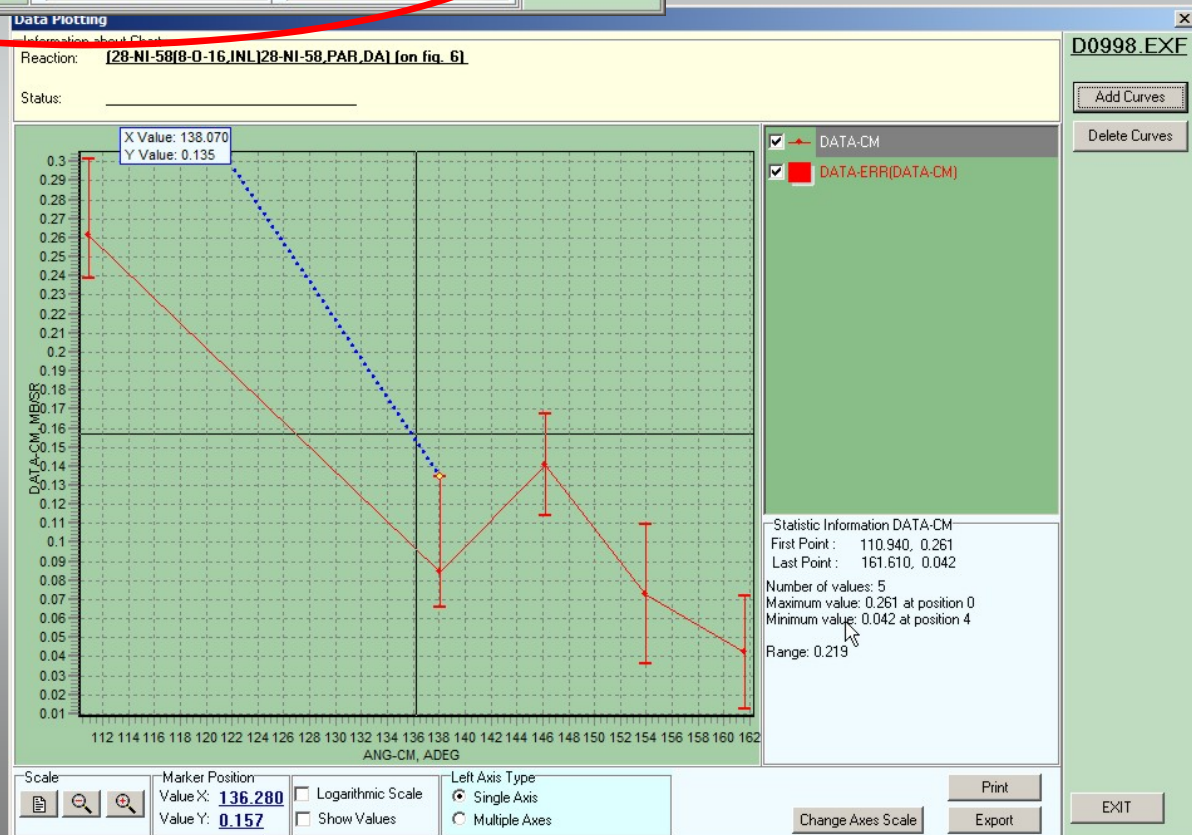 Data Plotting
Information about Chart
Reaction: [28-NI-58[8-O-16,INL]28-NI-58,PAR,DA] [on fig. 6]
Status:
D0998.EXF
Add Curves
Delete Curves
X Value: 138.070
Y Value: 0.135
DATA-CM
DATA-ERR(DATA-CM)
0.3
0.29
0.28
0.27
0.26
0.25
0.24
0.23
0.22
0.21
0.2
0.19
0.18
0.17
0.16
0.15
0.14
0.13
0.12
0.11
0.1
0.09
0.08
0.07
0.06
0.05
0.04
0.03
0.02
0.01
DATA-CM, MB/SR
112 114 116 118 120 122 124 126 128 130 132 134 136 138 140 142 144 146 148 150 152 154 156 158 160 162
ANG-CM, ADEG
Statistic Information DATA-CM
First Point : 110.940, 0.261
Last Point : 161.610, 0.042
Number of values: 5
Maximum value: 0.261 at position 0
Minimum value: 0.042 at position 4
Range: 0.219
Scale
Marker Position
Value X: 136.280
Value Y: 0.157
Logarithmic Scale
Show Values
Left Axis Type
Single Axis
Multiple Axes
Change Axes Scale
Print
Export
EXIT